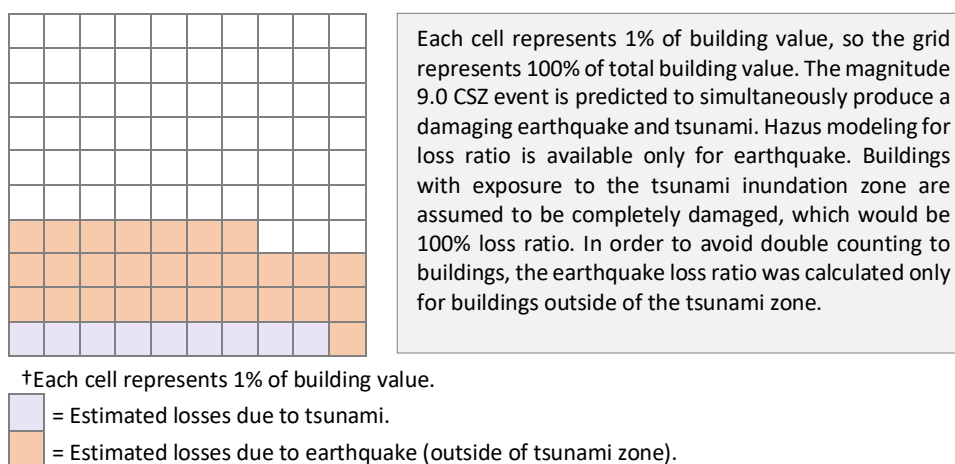 Each cell represents 1% of building value, so the grid
represents 100% of total building value. The magnitude
9.0 CSZ event is predicted to simultaneously produce a
damaging earthquake and tsunami. Hazus modeling for
loss ratio is available only for earthquake. Buildings
with exposure to the tsunami inundation zone are
assumed to be completely damaged, which would be
100% loss ratio. In order to avoid double counting to
buildings, the earthquake loss ratio was calculated only
for buildings outside of the tsunami zone.
†Each cell represents 1% of building value.
= Estimated losses due to tsunami.
= Estimated losses due to earthquake (outside of tsunami zone).